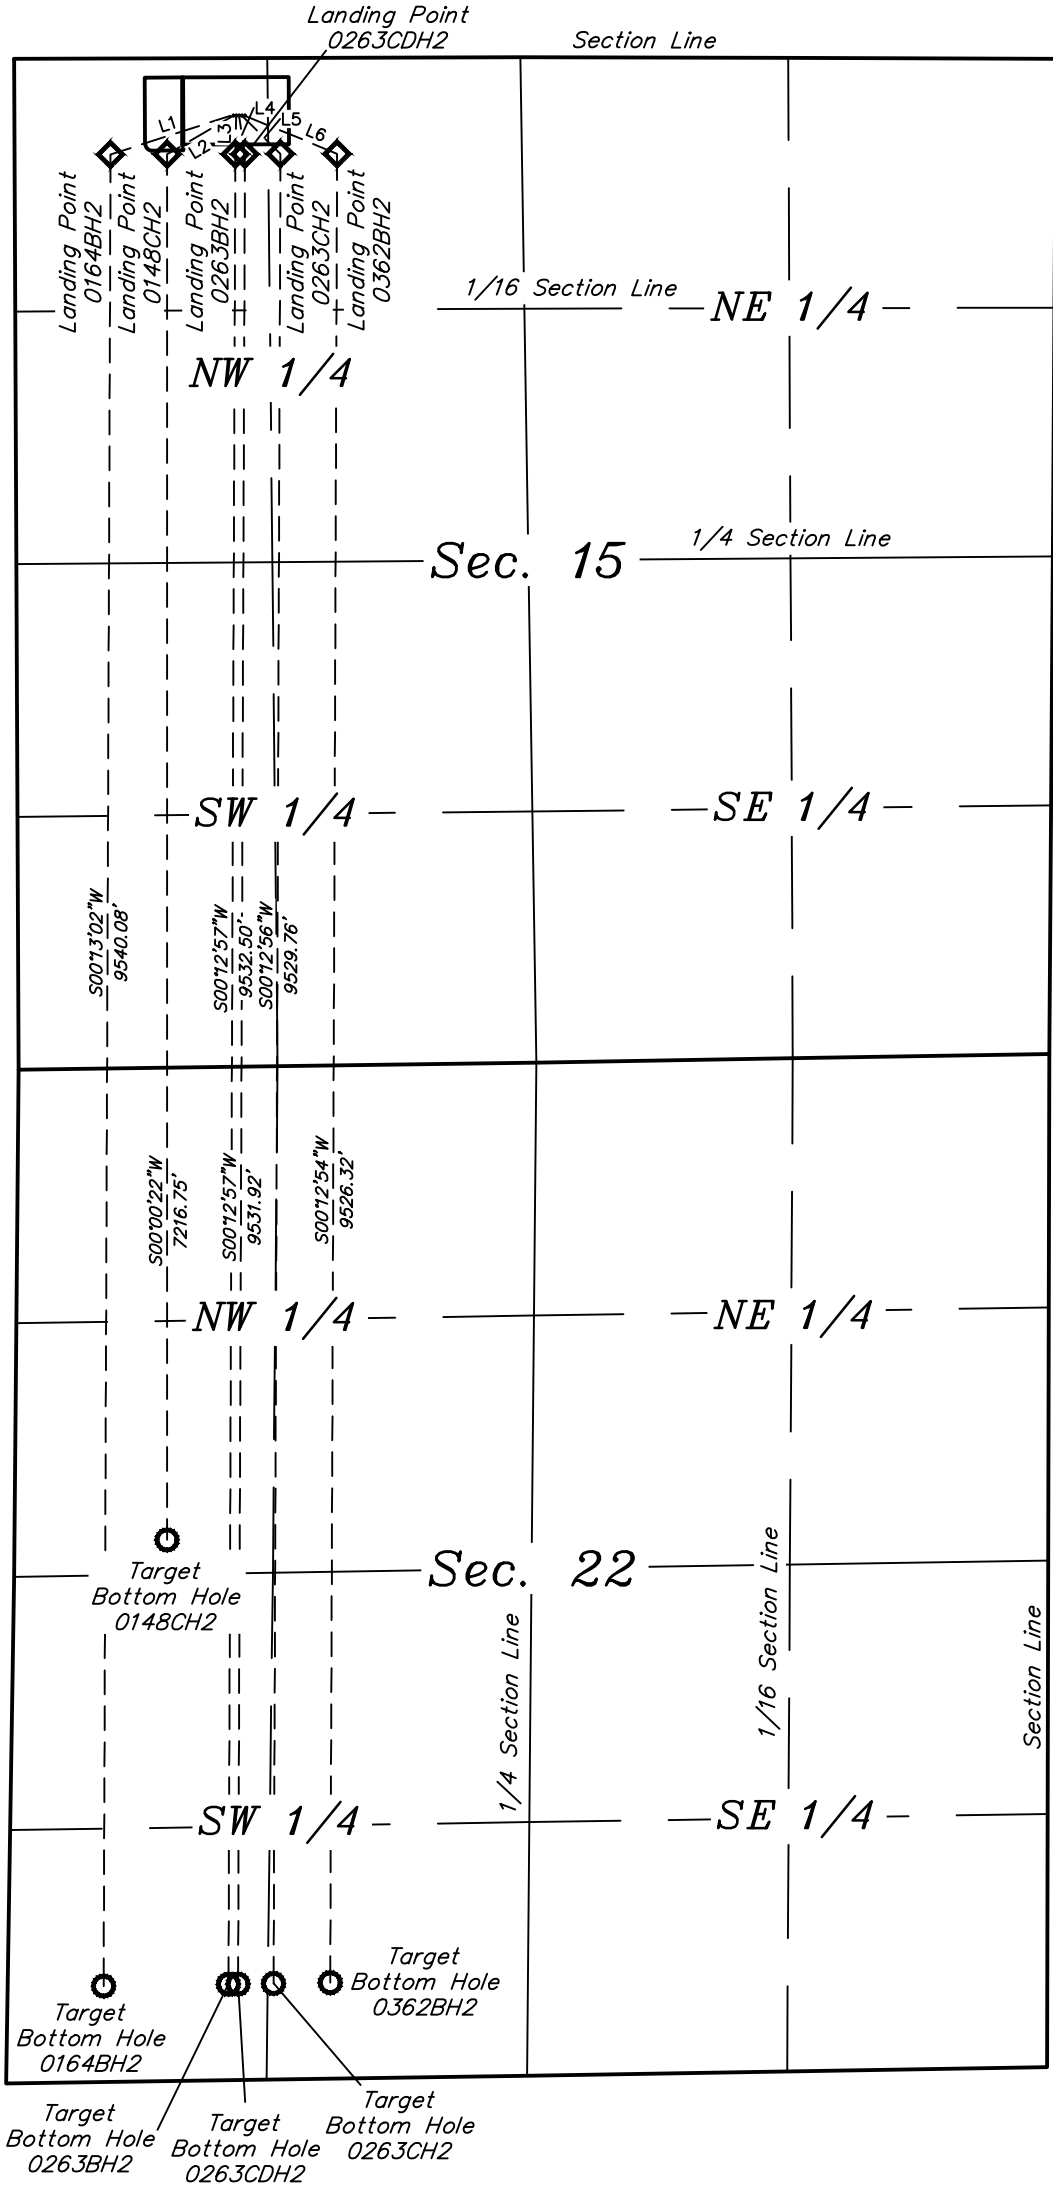 Landing Point
0263CDH2
Section Line
L1
L2
L3
L4
L5
L6
Landing Point
0164BH2
Landing Point
0148CH2
Landing Point
0263BH2
Landing Point
0263CH2
Landing Point
0362BH2
1/16 Section Line
NE 1/4
NW 1/4
Sec. 15
1/4 Section Line
SW 1/4
SE 1/4
S00°13'02"W
9540.08'
S00°12'57"W
9532.50'
S00°12'56"W
9529.76'
S00°00'22"W
7216.75'
S00°12'57"W
9531.92'
S00°12'54"W
9526.32'
NW 1/4
NE 1/4
Target
Bottom Hole
0148CH2
Sec. 22
1/4 Section Line
1/16 Section Line
Section Line
SW 1/4
SE 1/4
Target
Bottom Hole
0362BH2
Target
Bottom Hole
0164BH2
Target
Bottom Hole
0263BH2
Target
Bottom Hole
0263CDH2
Target
Bottom Hole
0263CH2